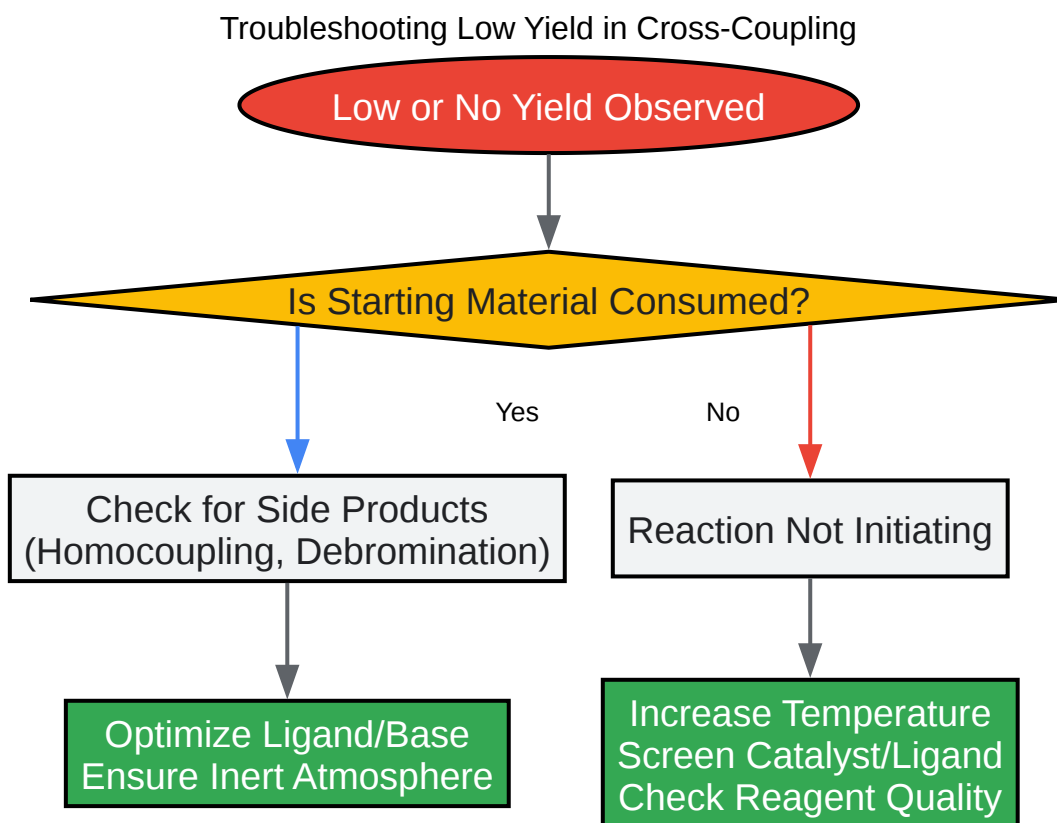 Troubleshooting Low Yield in Cross-Coupling
Low or No Yield Observed
Is Starting Material Consumed?
Yes
No
Check for Side Products
(Homocoupling, Debromination)
Reaction Not Initiating
Optimize Ligand/Base
Ensure Inert Atmosphere
Increase Temperature
Screen Catalyst/Ligand
Check Reagent Quality